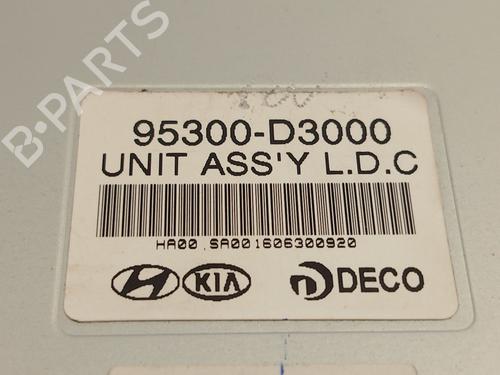 B-PARTS
95300-D3000
UNIT ASS'Y L.D.C
HA00 .SA001606300920
KIA
DECO